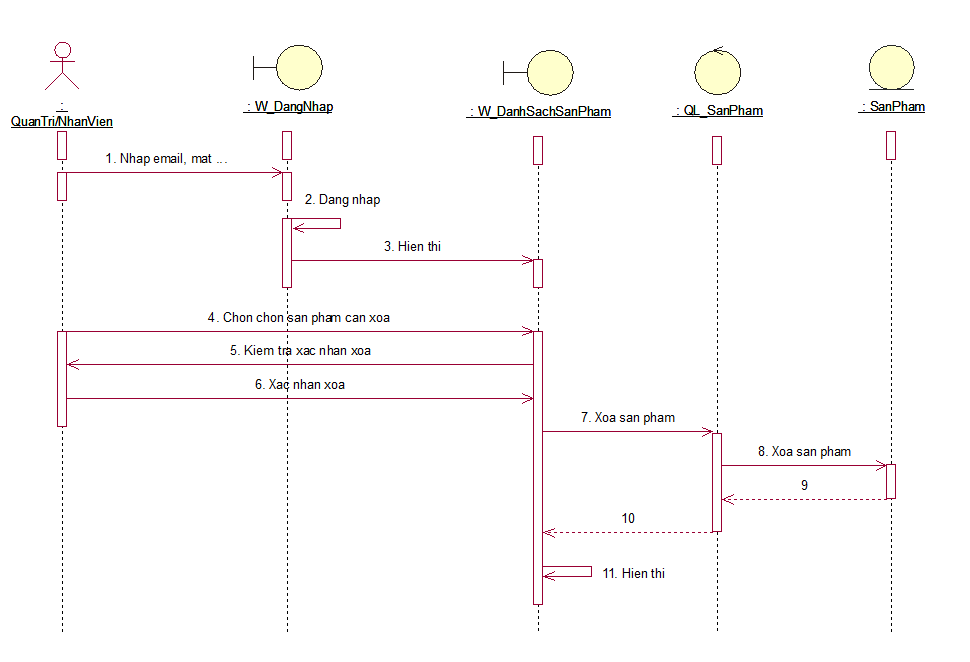 :
QuanTri/NhanVien
: W_DangNhap
: W_DanhSachSanPham
: QL_SanPham
: SanPham
1. Nhap email, mat ...
2. Dang nhap
3. Hien thi
4. Chon chon san pham can xoa
5. Kiem tra xac nhan xoa
6. Xac nhan xoa
7. Xoa san pham
8. Xoa san pham
9
10
11. Hien thi